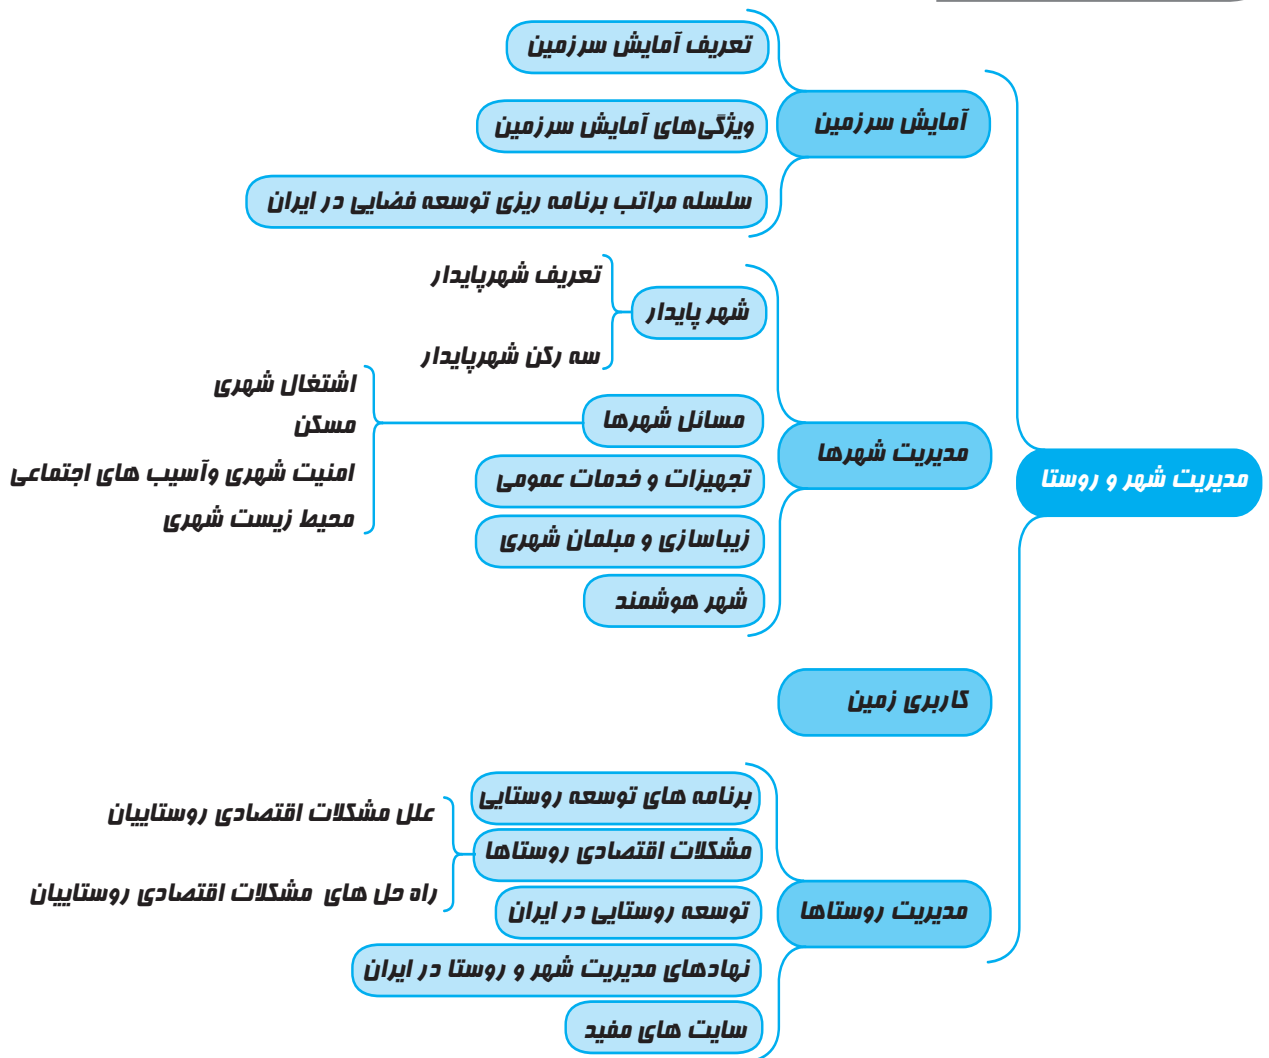 مدیریت شهر و روستا
آمایش سرزمین
تعریف آمایش سرزمین
ویژگی‌های آمایش سرزمین
سلسله مراتب برنامه ریزی توسعه فضایی در ایران
مدیریت شهرها
شهر پایدار
تعریف شهرپایدار
سه رکن شهرپایدار
مسائل شهرها
اشتغال شهری
مسکن
امنیت شهری وآسیب های اجتماعی
محیط زیست شهری
تجهیزات و خدمات عمومی
زیباسازی و مبلمان شهری
شهر هوشمند
کاربری زمین
مدیریت روستاها
برنامه های توسعه روستایی
مشکلات اقتصادی روستاها
علل مشکلات اقتصادی روستاییان
راه حل های مشکلات اقتصادی روستاییان
توسعه روستایی در ایران
نهادهای مدیریت شهر و روستا در ایران
سایت های مفید